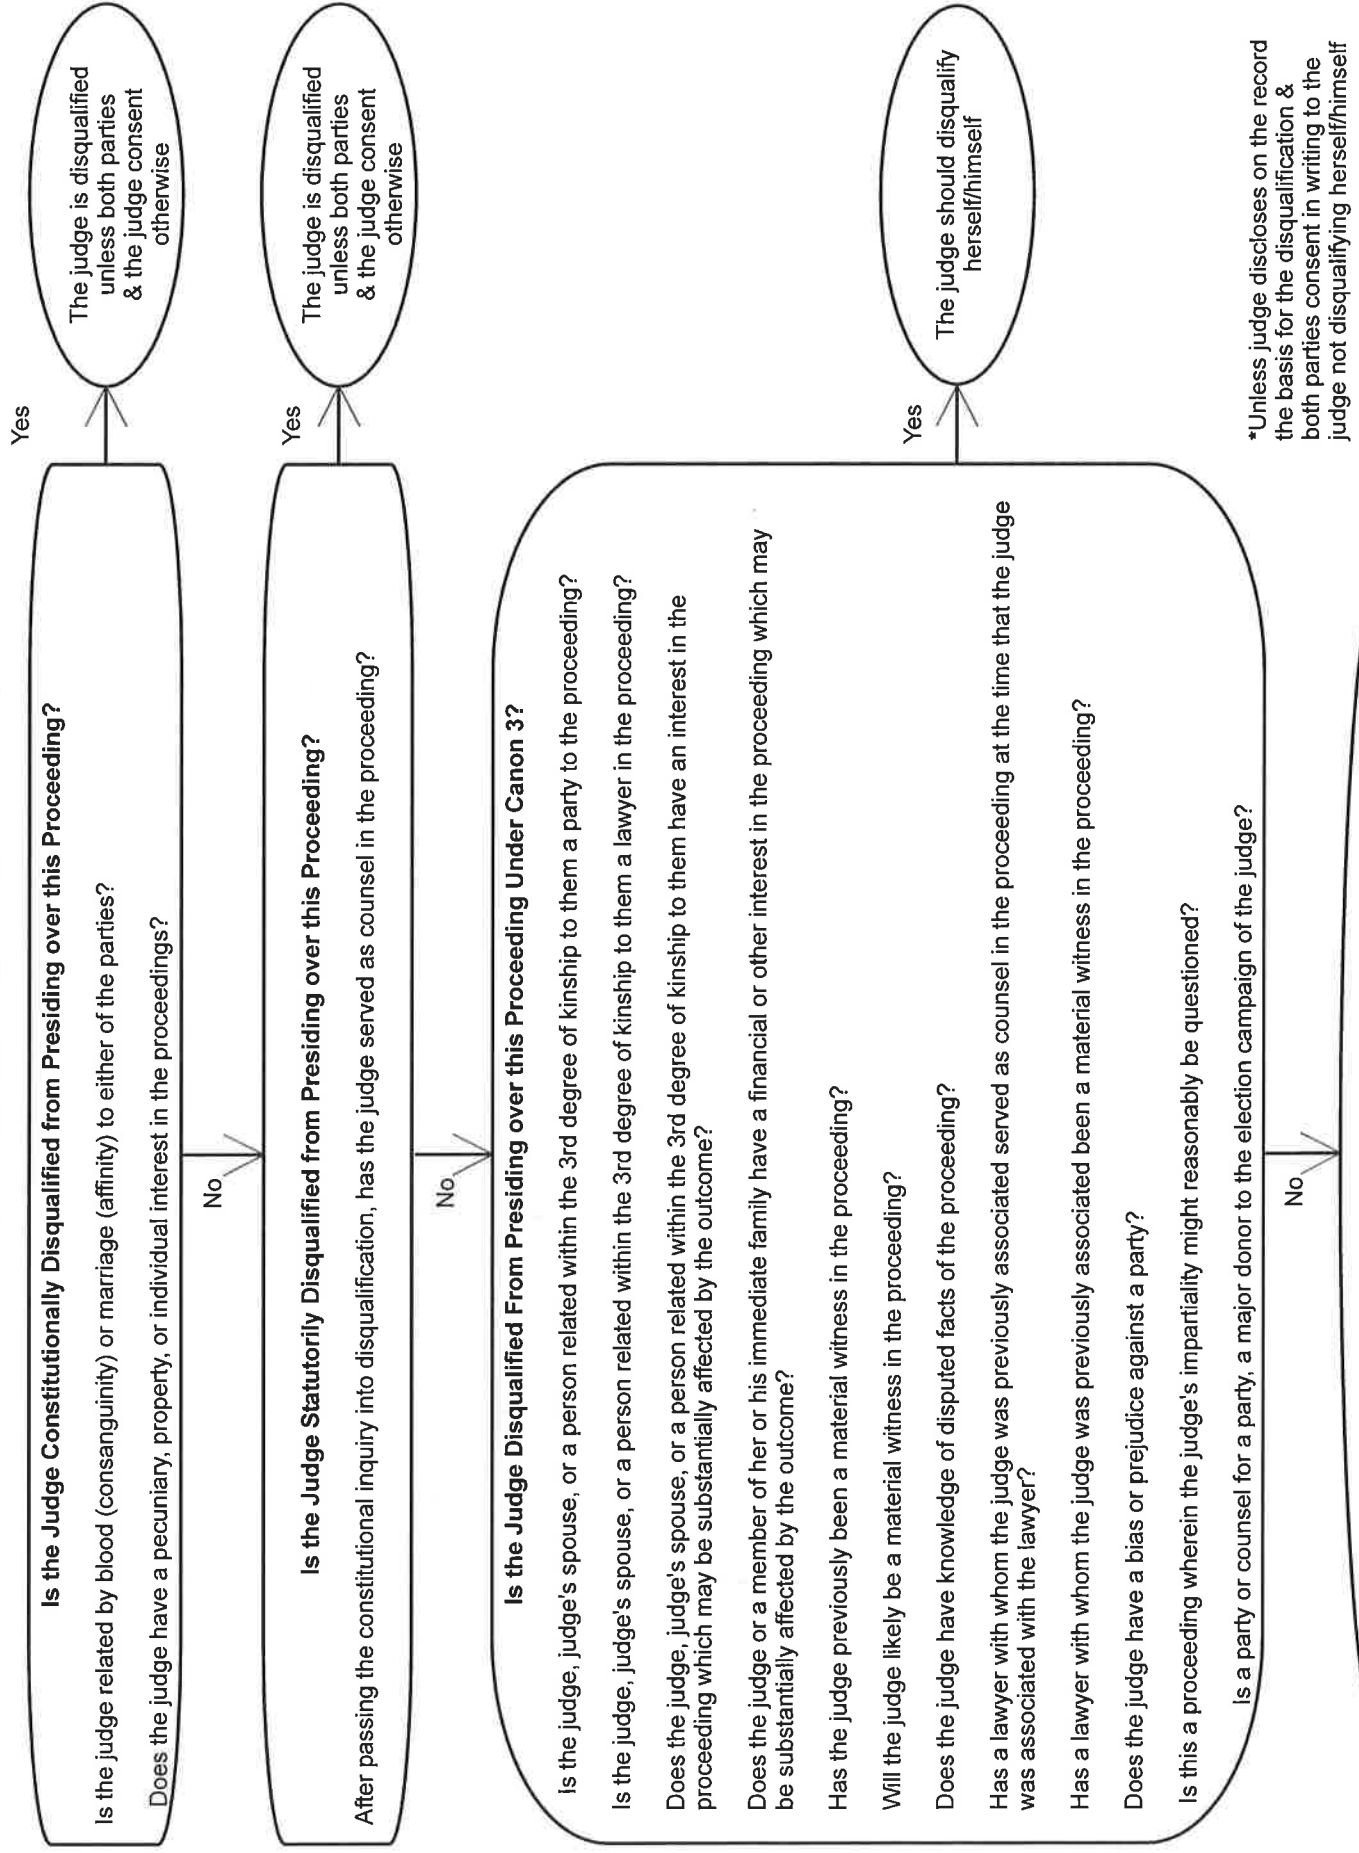 Is the Judge Constitutionally Disqualified from Presiding over this Proceeding?
Is the judge related by blood (consanguinity) or marriage (affinity) to either of the parties?
Does the judge have a pecuniary, property, or individual interest in the proceedings?
Yes
The judge is disqualified
unless both parties
& the judge consent
otherwise
No
Is the Judge Statutorily Disqualified from Presiding over this Proceeding?
After passing the constitutional inquiry into disqualification, has the judge served as counsel in the proceeding?
Yes
The judge is disqualified
unless both parties
& the judge consent
otherwise
No
Is the Judge Disqualified From Presiding over this Proceeding Under Canon 3?
Is the judge, judge's spouse, or a person related within the 3rd degree of kinship to them a party to the proceeding?
Is the judge, judge's spouse, or a person related within the 3rd degree of kinship to them a lawyer in the proceeding?
Does the judge, judge's spouse, or a person related within the 3rd degree of kinship to them have an interest in the
proceeding which may be substantially affected by the outcome?
Does the judge or a member of her or his immediate family have a financial or other interest in the proceeding which may
be substantially affected by the outcome?
Has the judge previously been a material witness in the proceeding?
Will the judge likely be a material witness in the proceeding?
Does the judge have knowledge of disputed facts of the proceeding?
Has a lawyer with whom the judge was previously associated served as counsel in the proceeding at the time that the judge
was associated with the lawyer?
Has a lawyer with whom the judge was previously associated been a material witness in the proceeding?
Does the judge have a bias or prejudice against a party?
Is this a proceeding wherein the judge's impartiality might reasonably be questioned?
Is a party or counsel for a party, a major donor to the election campaign of the judge?
Yes
The judge should disqualify
herself/himself
*Unless judge discloses on the record
the basis for the disqualification &
both parties consent in writing to the
judge not disqualifying herself/himself
No